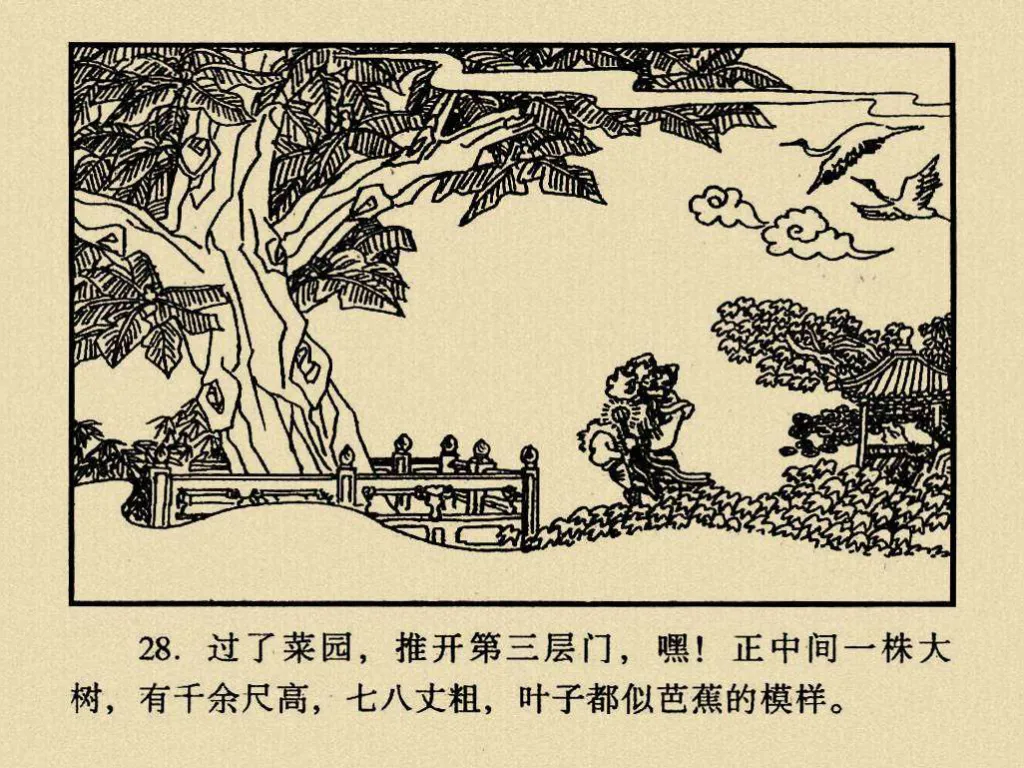 28. 过了菜园，推开第三层门，嘿！正中间一株大
树，有千余尺高，七八丈粗，叶子都似芭蕉的模样。